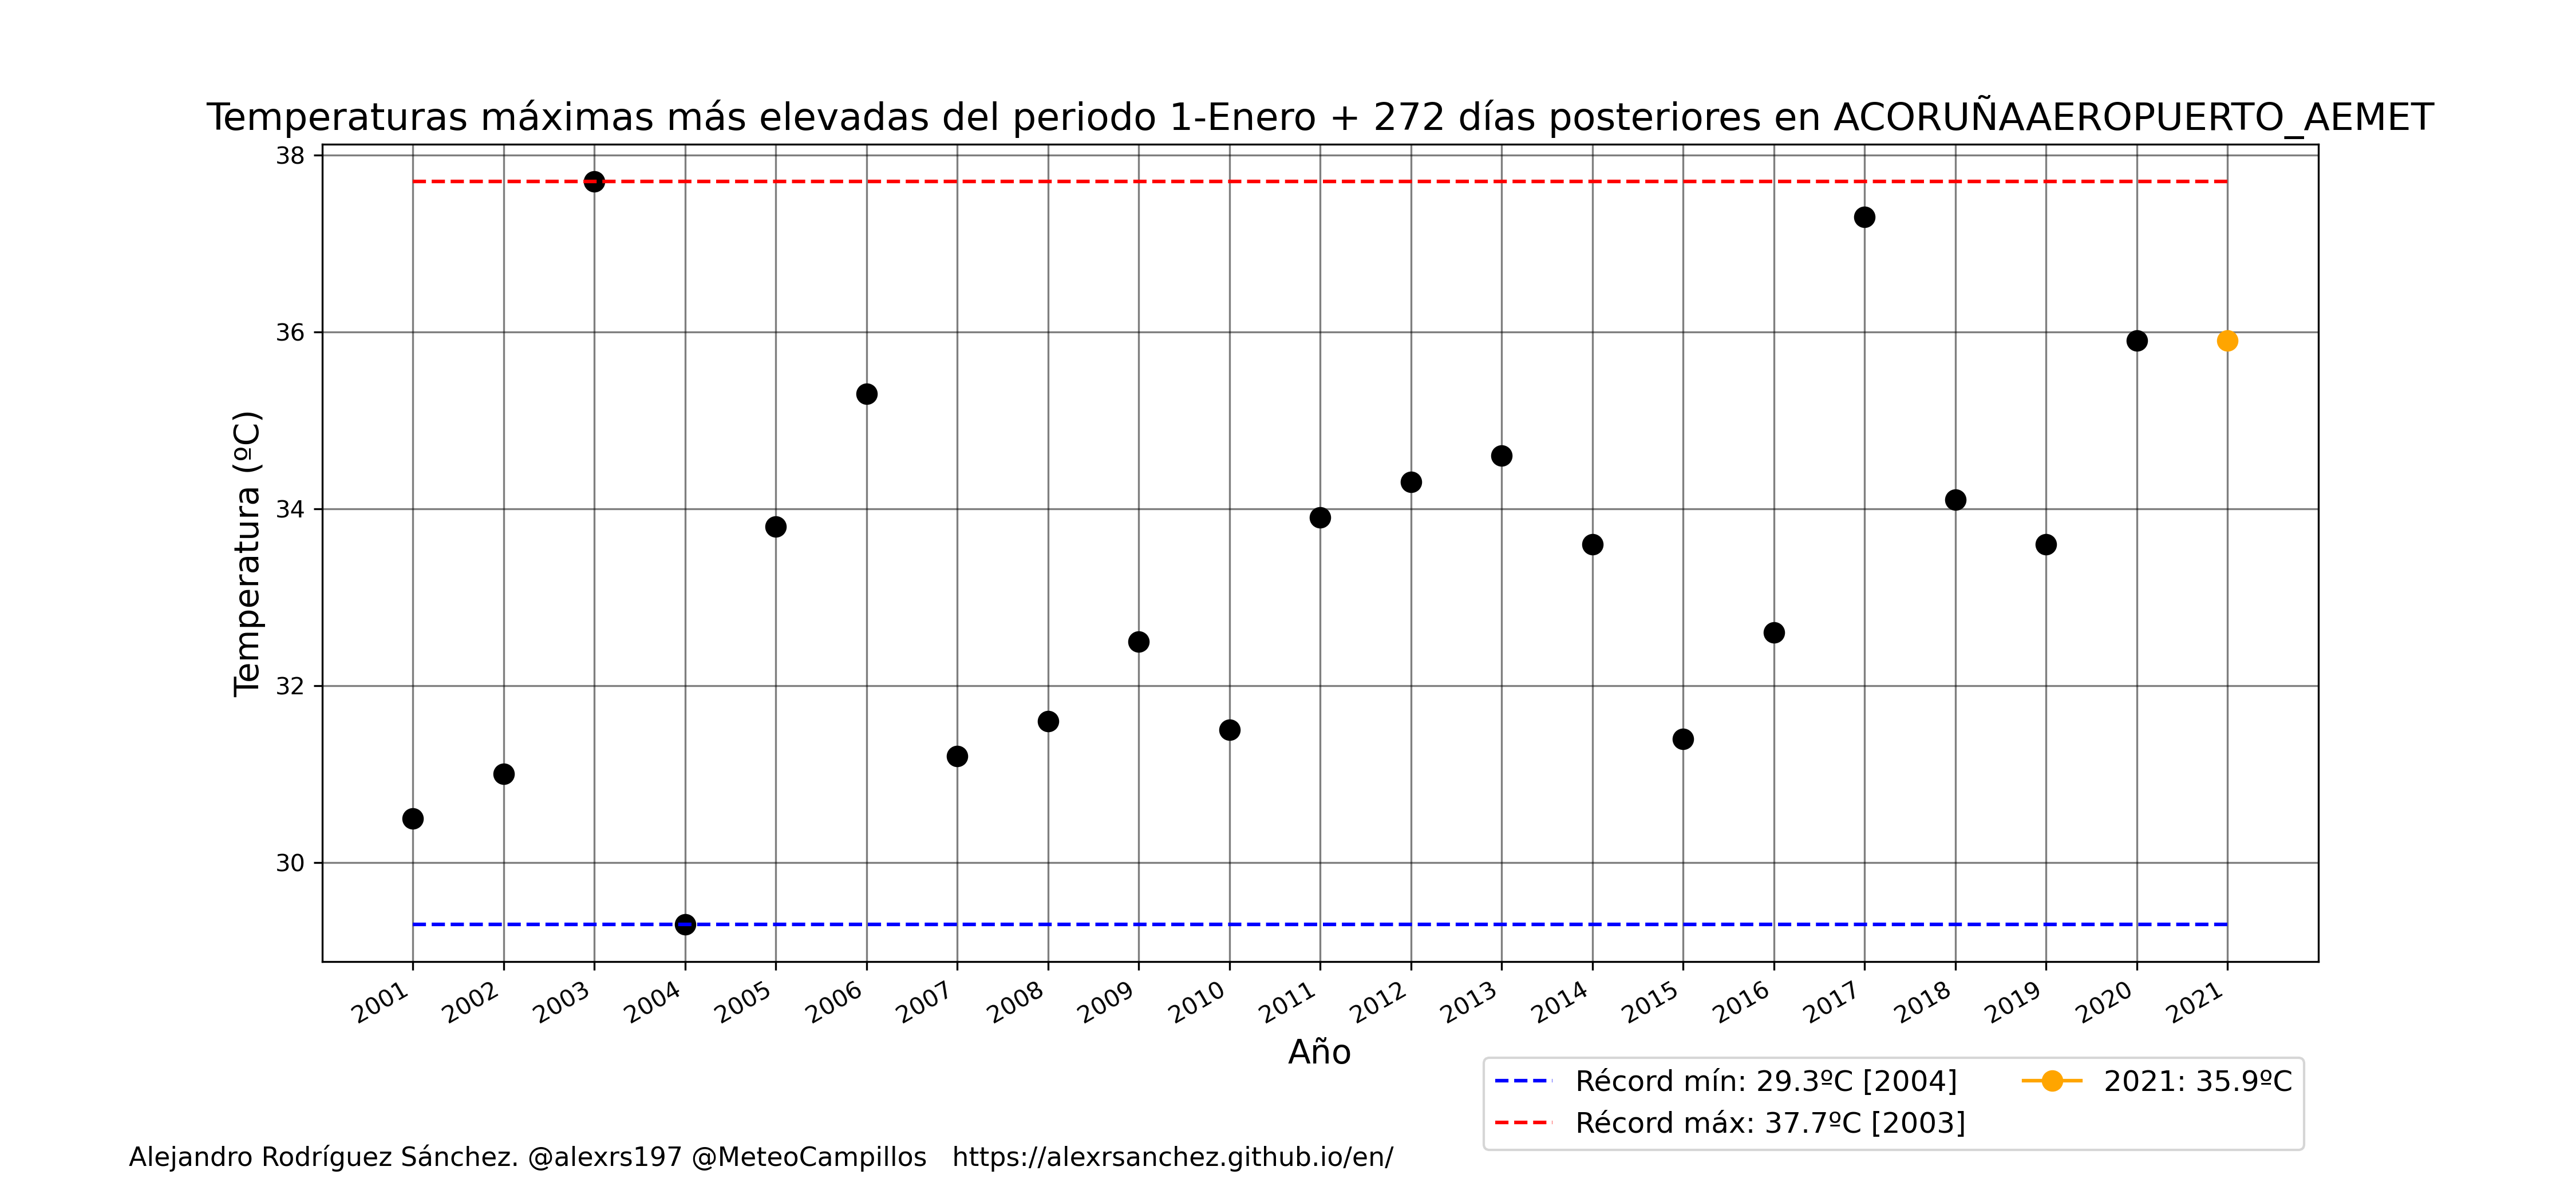 Temperaturas máximas más elevadas del periodo 1-Enero + 272 días posteriores en ACORUÑAAEROPUERTO_AEMET
Temperatura (ºC)
38
36
34
32
30
2001 2002 2003 2004 2005 2006 2007 2008 2009 2010 2011 2012 2013 2014 2015 2016 2017 2018 2019 2020 2021
Año
Récord mín: 29.3ºC [2004]
Récord máx: 37.7ºC [2003]
2021: 35.9ºC
Alejandro Rodríguez Sánchez. @alexrs197 @MeteoCampillos https://alexrsanchez.github.io/en/